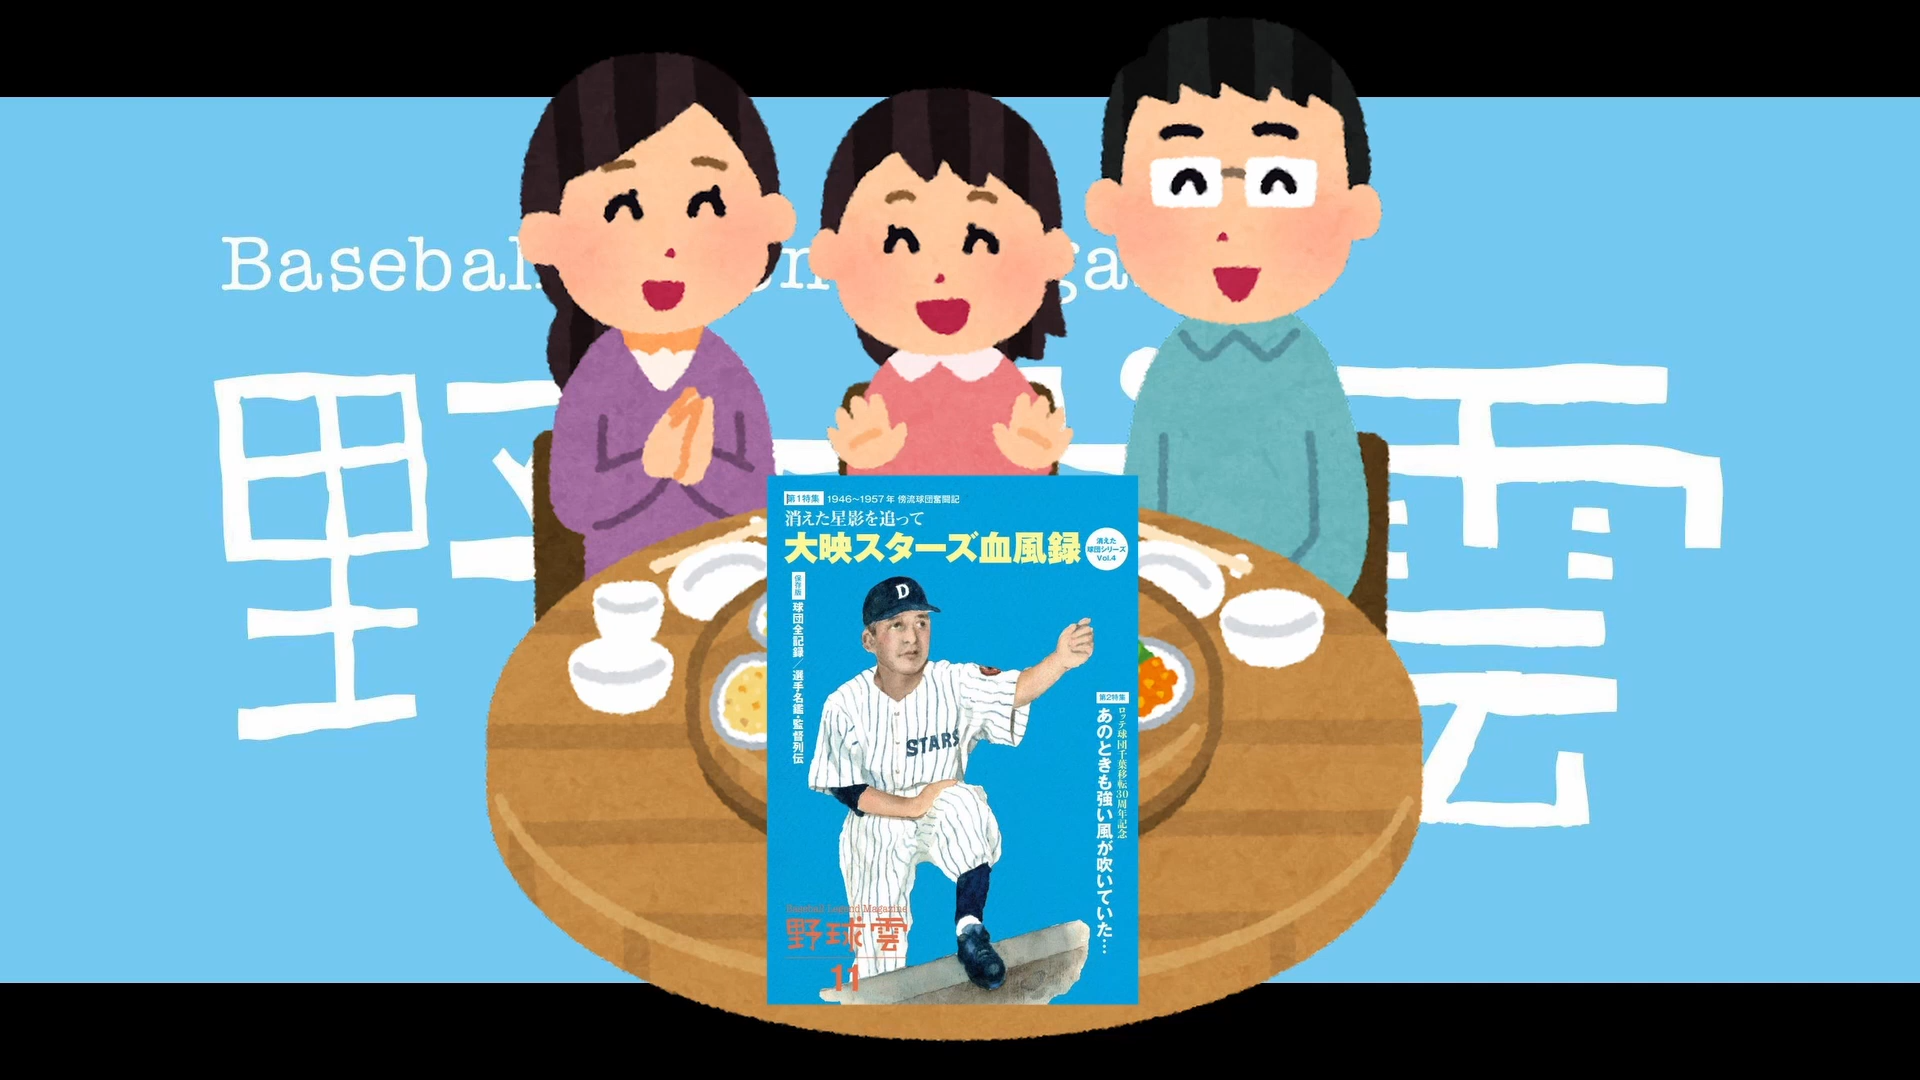 Basebal
野 雲
第1特集 1946〜1957年 傍流球団奮闘記
消えた星影を追って
大映スターズ血風録
消えた
球団シリーズ
Vol.4
保存版 球団全記録／選手名鑑・監督列伝
D
STARS
第2特集
ロッテ球団千葉移転30周年記念
あのときも強い風が吹いていた…
Baseball Legend Magazine
野球雲
11